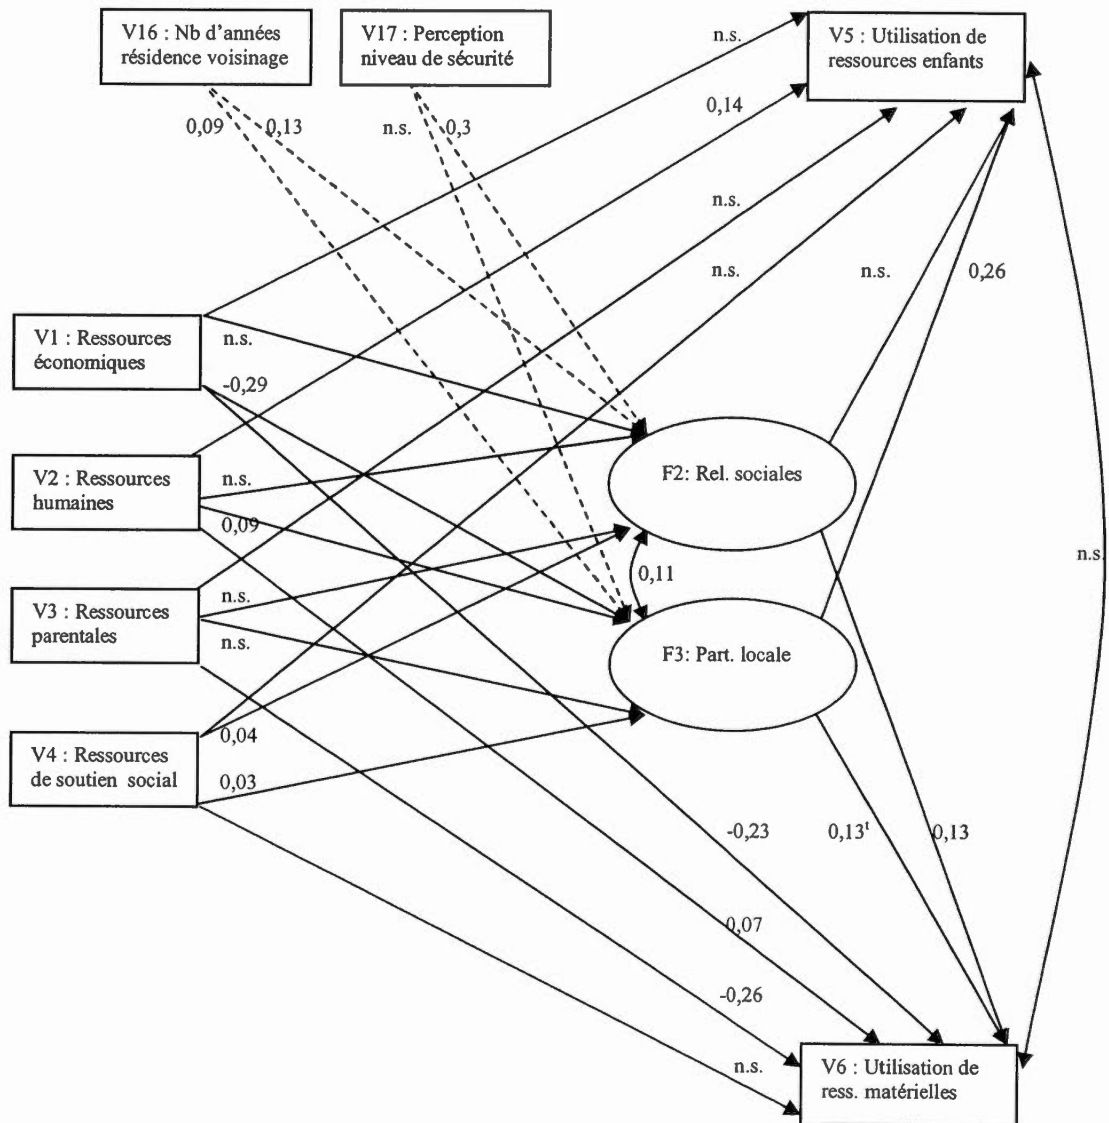 V16 : Nb d'années
résidence voisinage
V17 : Perception
niveau de sécurité
n.s.
V5 : Utilisation de
ressources enfants
0,14
0,09
0,13
n.s.
0,3
n.s.
n.s.
n.s.
0,26
V1 : Ressources
économiques
n.s.
-0,29
V2 : Ressources
humaines
n.s.
0,09
F2: Rel. sociales
n.s.
0,11
V3 : Ressources
parentales
n.s.
n.s.
F3: Part. locale
V4 : Ressources
de soutien social
0,04
0,03
-0,23
0,13ᵗ
0,13
0,07
-0,26
n.s.
V6 : Utilisation de
ress. matérielles